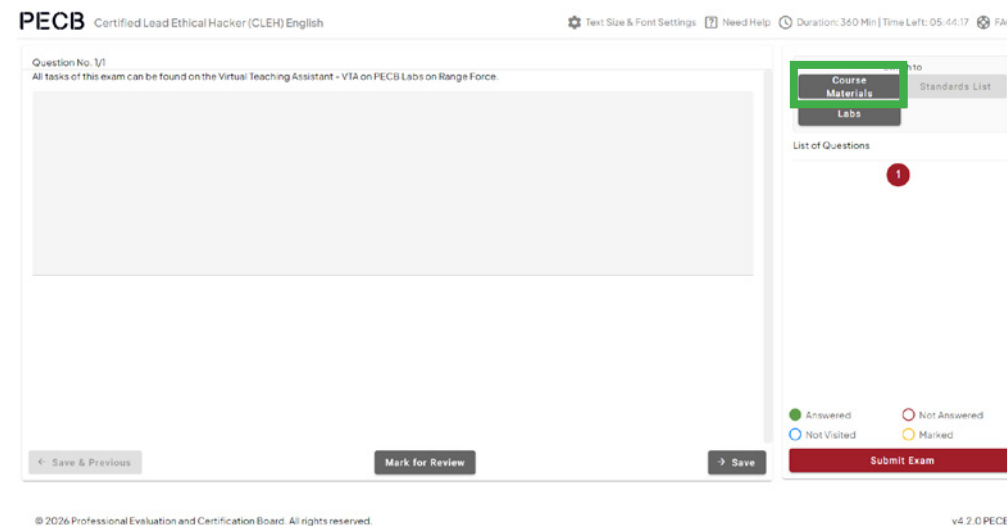 PECB Certified Lead Ethical Hacker (CLEH) English
Text Size & Font Settings
Need Help
Duration: 360 Min | Time Left: 05:44:17
Question No. 1/1
All tasks of this exam can be found on the Virtual Teaching Assistant - VTA on PECB Labs on Range Force.
to
Course
Materials
Standards List
Labs
List of Questions
1
Answered
Not Answered
Not Visited
Marked
← Save & Previous
Mark for Review
→ Save
Submit Exam
© 2026 Professional Evaluation and Certification Board. All rights reserved.
v4.2.0 PECB